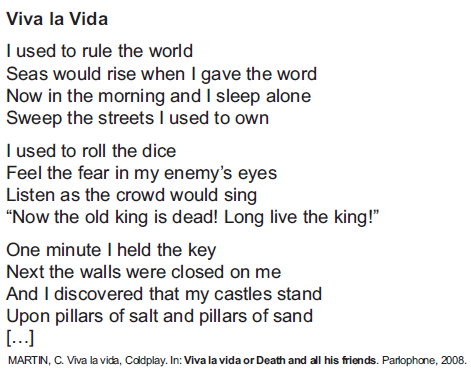 Viva la Vida
I used to rule the world
Seas would rise when I gave the word
Now in the morning and I sleep alone
Sweep the streets I used to own
I used to roll the dice
Feel the fear in my enemy’s eyes
Listen as the crowd would sing
“Now the old king is dead! Long live the king!”
One minute I held the key
Next the walls were closed on me
And I discovered that my castles stand
Upon pillars of salt and pillars of sand
[...]
MARTIN, C. Viva la vida, Coldplay. In: Viva la vida or Death and all his friends. Parlophone, 2008.